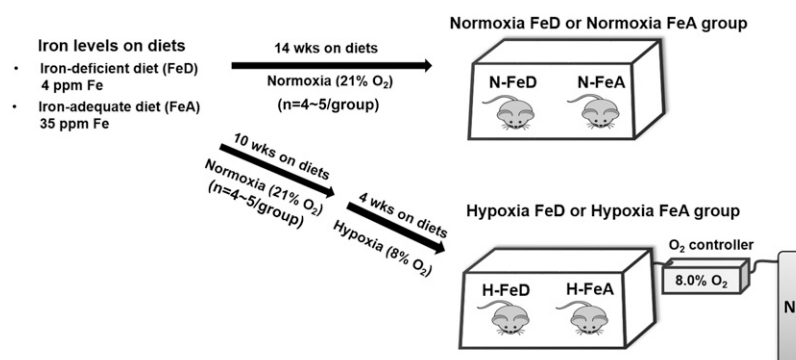 Iron levels on diets
• Iron-deficient diet (FeD)
4 ppm Fe
• Iron-adequate diet (FeA)
35 ppm Fe
14 wks on diets
Normoxia (21% O₂)
(n=4~5/group)
Normoxia FeD or Normoxia FeA group
N-FeD N-FeA
10 wks on diets
Normoxia (21% O₂)
(n=4~5/group)
4 wks on diets
Hypoxia (8% O₂)
Hypoxia FeD or Hypoxia FeA group
O₂ controller
8.0% O₂
H-FeD H-FeA
N